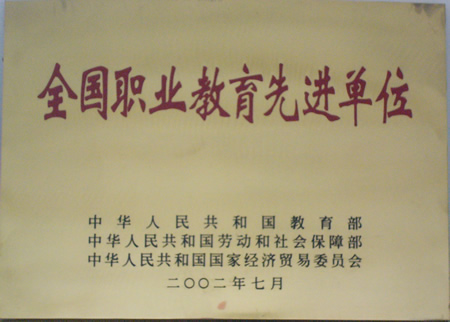 全国职业教育先进单位
中华人民共和国教育部
中华人民共和国劳动和社会保障部
中华人民共和国国家经济贸易委员会
二〇〇二年七月